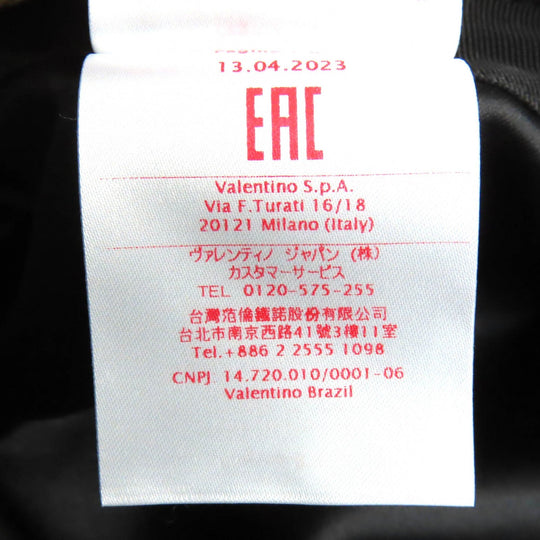 13.04.2023
EAC
Valentino S.p.A.
Via F.Turati 16/18
20121 Milano (Italy)
ヴァレンティノ ジャパン (株)
カスタマーサービス
TEL 0120-575-255
台灣范倫鐵諾股份有限公司
台北市南京西路41號3樓11室
Tel.+886 2 2555 1098
CNPJ 14.720.010/0001-06
Valentino Brazil